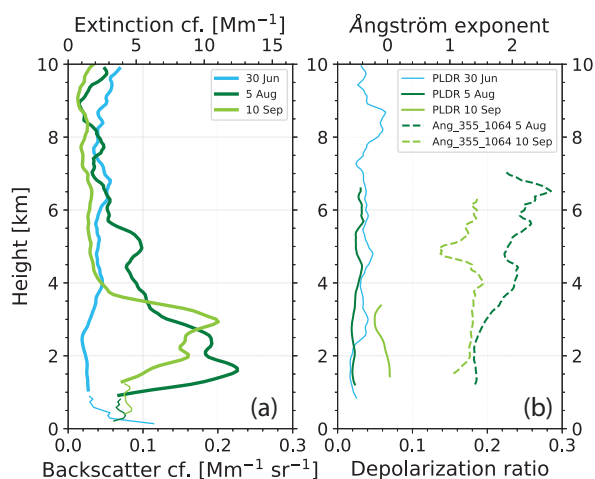 Extinction cf. [Mm⁻¹]
0 5 10 15
Ångström exponent
0 1 2
10
8
6
4
2
0
Height [km]
30 Jun
5 Aug
10 Sep
(a)
0.0 0.1 0.2 0.3
Backscatter cf. [Mm⁻¹ sr⁻¹]
PLDR 30 Jun
PLDR 5 Aug
PLDR 10 Sep
Ang_355_1064 5 Aug
Ang_355_1064 10 Sep
(b)
10
8
6
4
2
0
0.0 0.1 0.2 0.3
Depolarization ratio